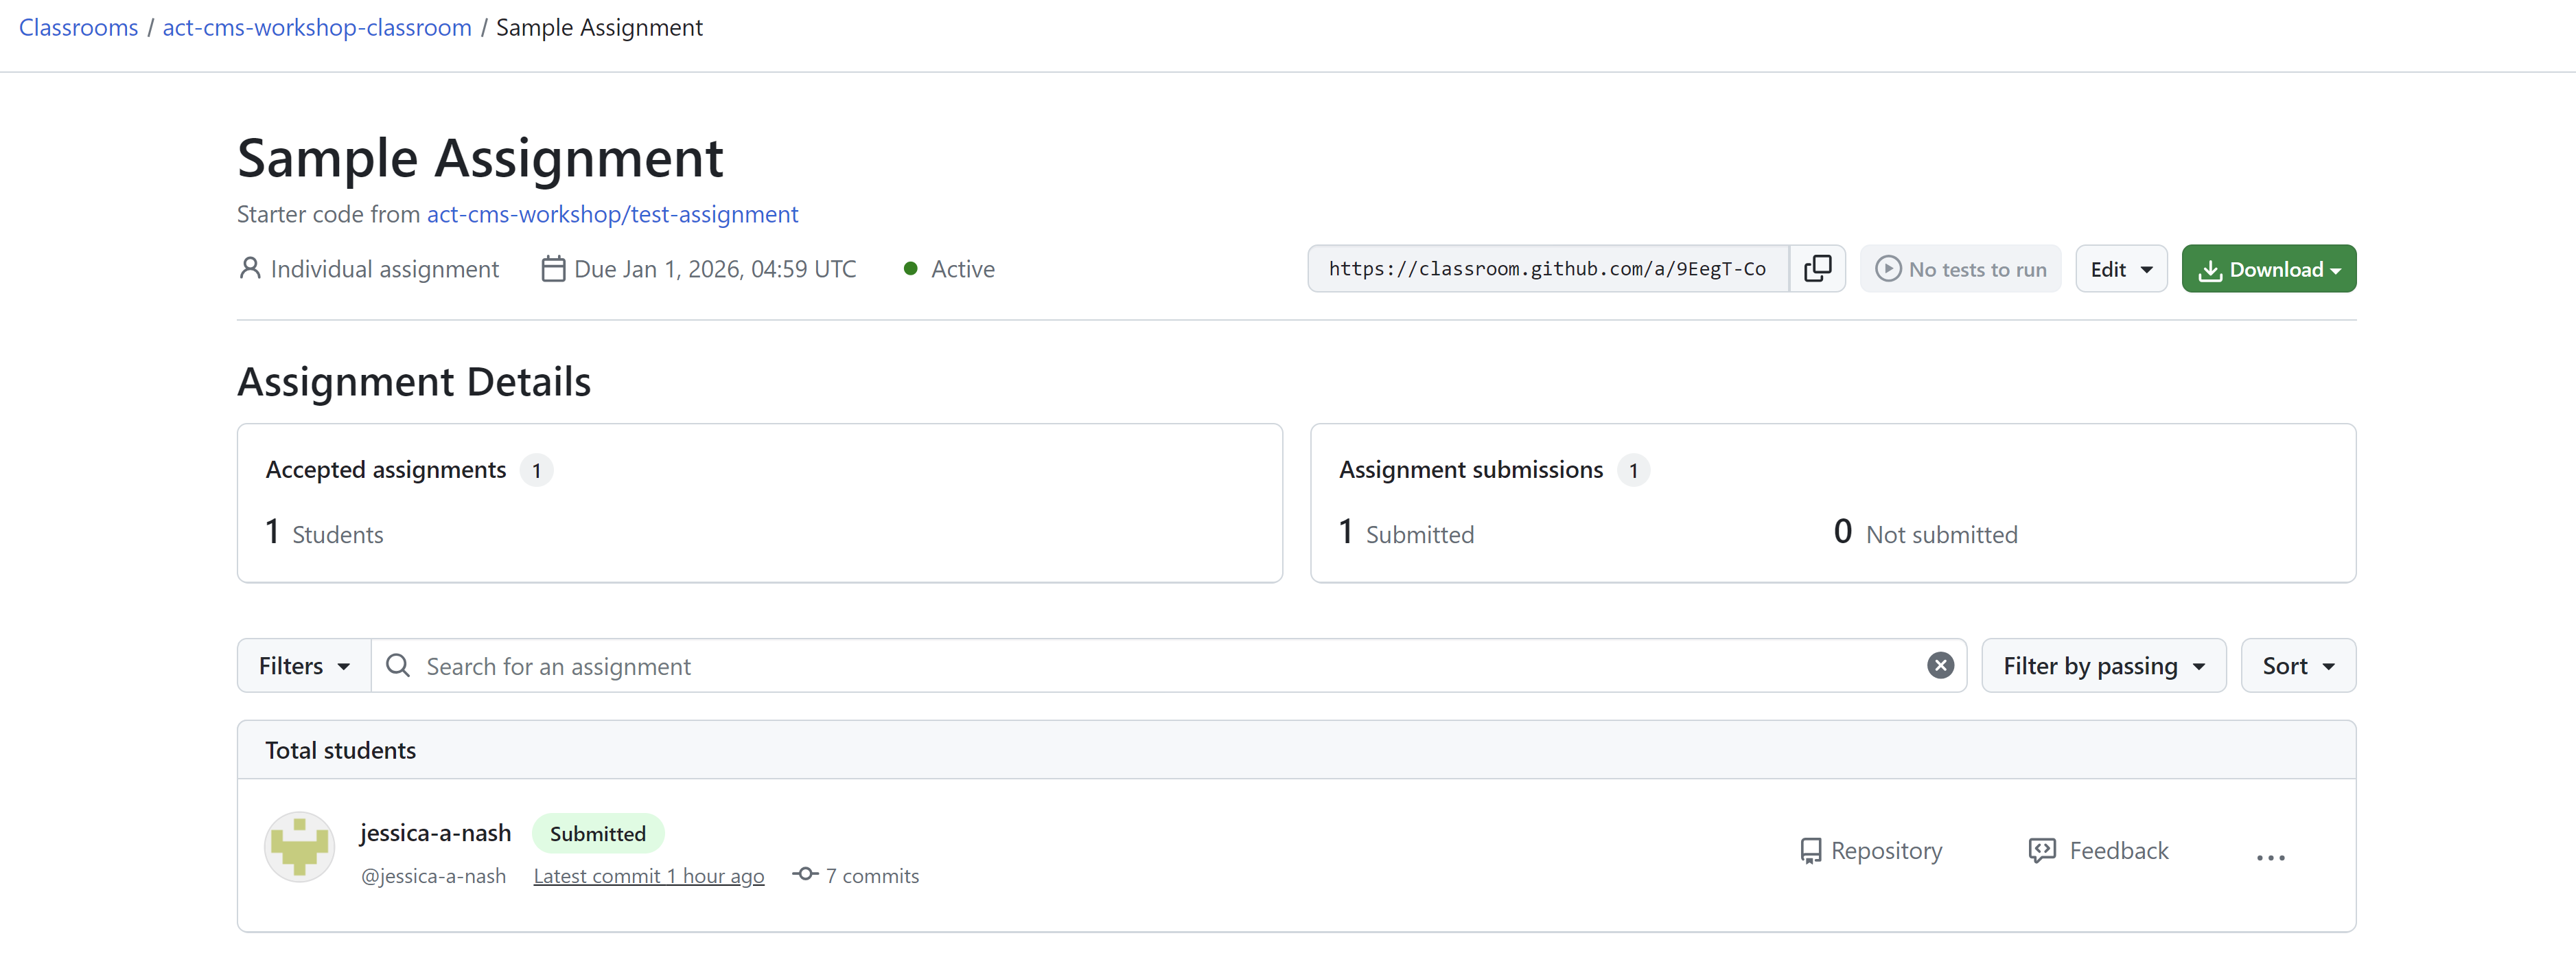 Classrooms / act-cms-workshop-classroom / Sample Assignment
Sample Assignment
Starter code from act-cms-workshop/test-assignment
Individual assignment Due Jan 1, 2026, 04:59 UTC Active
https://classroom.github.com/a/9EegT-Co No tests to run Edit Download
Assignment Details
Accepted assignments 1
1 Students
Assignment submissions 1
1 Submitted 0 Not submitted
Filters Search for an assignment Filter by passing Sort
Total students
jessica-a-nash Submitted
@jessica-a-nash Latest commit 1 hour ago 7 commits
Repository Feedback ...